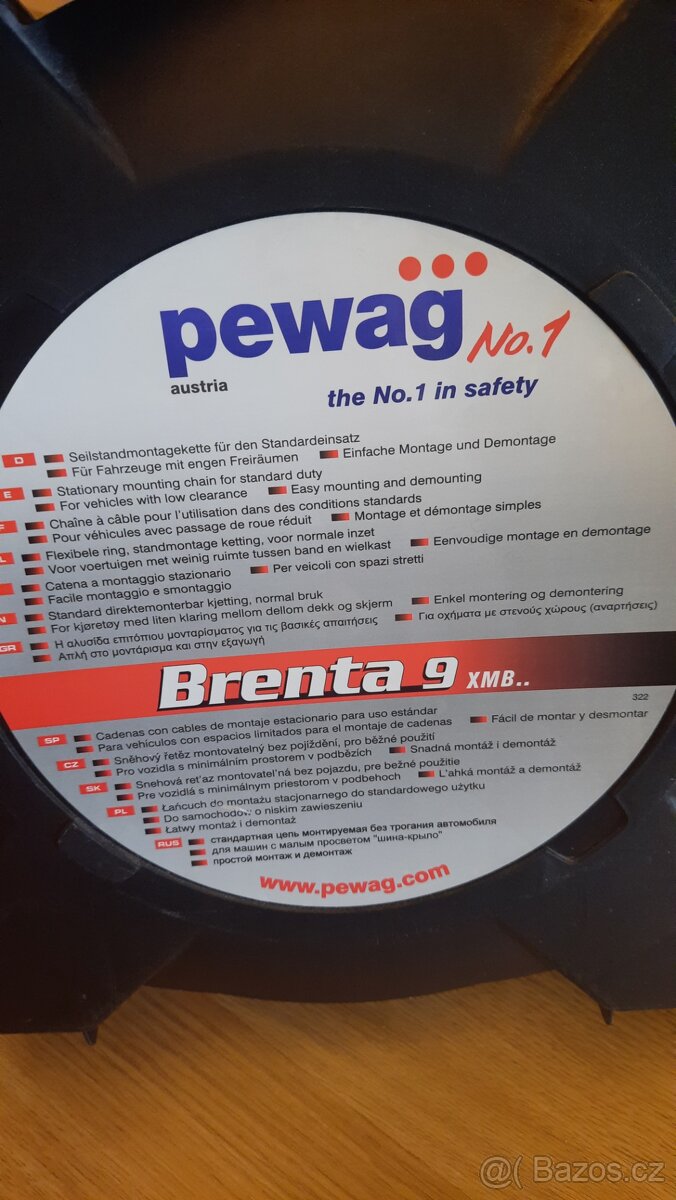 pewag No.1
austria
the No.1 in safety
D Seilstandmontagekette für den Standardeinsatz
Für Fahrzeuge mit engen Freiräumen Einfache Montage und Demontage
E Stationary mounting chain for standard duty
For vehicles with low clearance Easy mounting and demounting
F Chaîne à câble pour l'utilisation dans des conditions standards
Pour véhicules avec passage de roue réduit Montage et démontage simples
L Flexibele ring, standmontage ketting, voor normale inzet
Voor voertuigen met weinig ruimte tussen band en wielkast Eenvoudige montage en demontage
Catena a montaggio stazionario Per veicoli con spazi stretti
Facile montaggio e smontaggio
N Standard direktemonterbar kjetting, normal bruk
For kjøretøy med liten klaring mellom dellom dekk og skjerm Enkel montering og demontering
GR Η αλυσίδα επιτόπιου μονταρίσματος για τις βασικές απαιτήσεις Για οχήματα με στενούς χώρους (αναρτήσεις)
Απλή στο μοντάρισμα και στην εξαγωγή
Brenta 9 XMB..
322
SP Cadenas con cables de montaje estacionario para uso estándar
Para vehículos con espacios limitados para el montaje de cadenas Fácil de montar y desmontar
CZ Sněhový řetěz montovatelný bez pojíždění, pro běžné použití
Pro vozidla s minimálním prostorem v podbězích Snadná montáž i demontáž
SK Snehová reťaz montovateľná bez pojazdu, pre bežné použitie
Pre vozidlá s minimálnym priestorom v podbehoch L'ahká montáž a demontáž
PL Łańcuch do montażu stacjonarnego do standardowego użytku
Do samochodów o niskim zawieszeniu
Łatwy montaż i demontaż
RUS стандартная цепь монтируемая без трогания автомобиля
для машин с малым просветом "шина-крыло"
простой монтаж и демонтаж
www.pewag.com
@( Bazos.cz